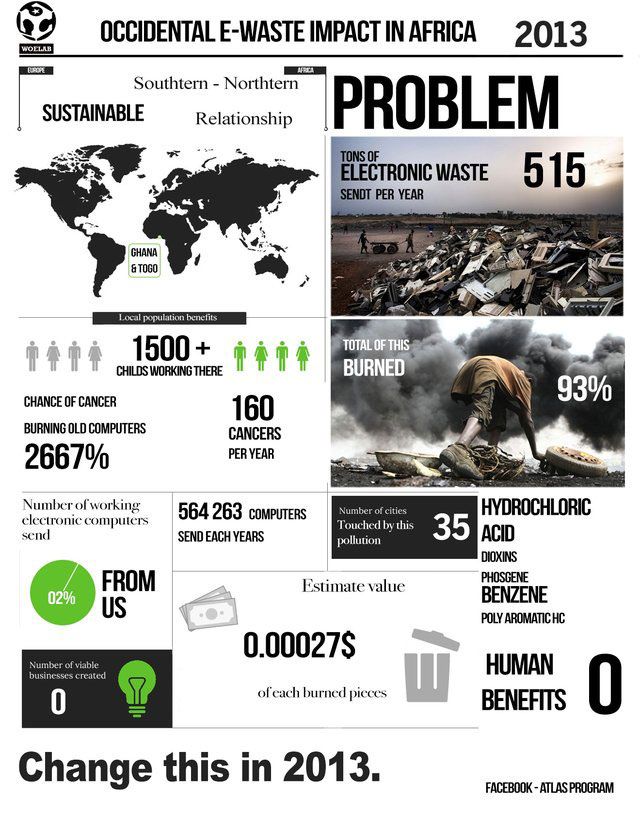 WOELAB
OCCIDENTAL E-WASTE IMPACT IN AFRICA 2013
EUROPE
AFRICA
Southtern - Northtern
SUSTAINABLE
Relationship
PROBLEM
GHANA
& TOGO
TONS OF
ELECTRONIC WASTE
SENDT PER YEAR
515
Local population benefits
1500 +
CHILDS WORKING THERE
CHANCE OF CANCER
BURNING OLD COMPUTERS
2667%
160
CANCERS
PER YEAR
TOTAL OF THIS
BURNED
93%
Number of working
electronic computers
send
02%
FROM
US
564 263 COMPUTERS
SEND EACH YEARS
Number of cities
Touched by this
pollution
35
HYDROCHLORIC
ACID
DIOXINS
PHOSGENE
BENZENE
POLY AROMATIC HC
Estimate value
0.00027$
of each burned pieces
Number of viable
businesses created
0
HUMAN
BENEFITS
0
Change this in 2013.
FACEBOOK - ATLAS PROGRAM